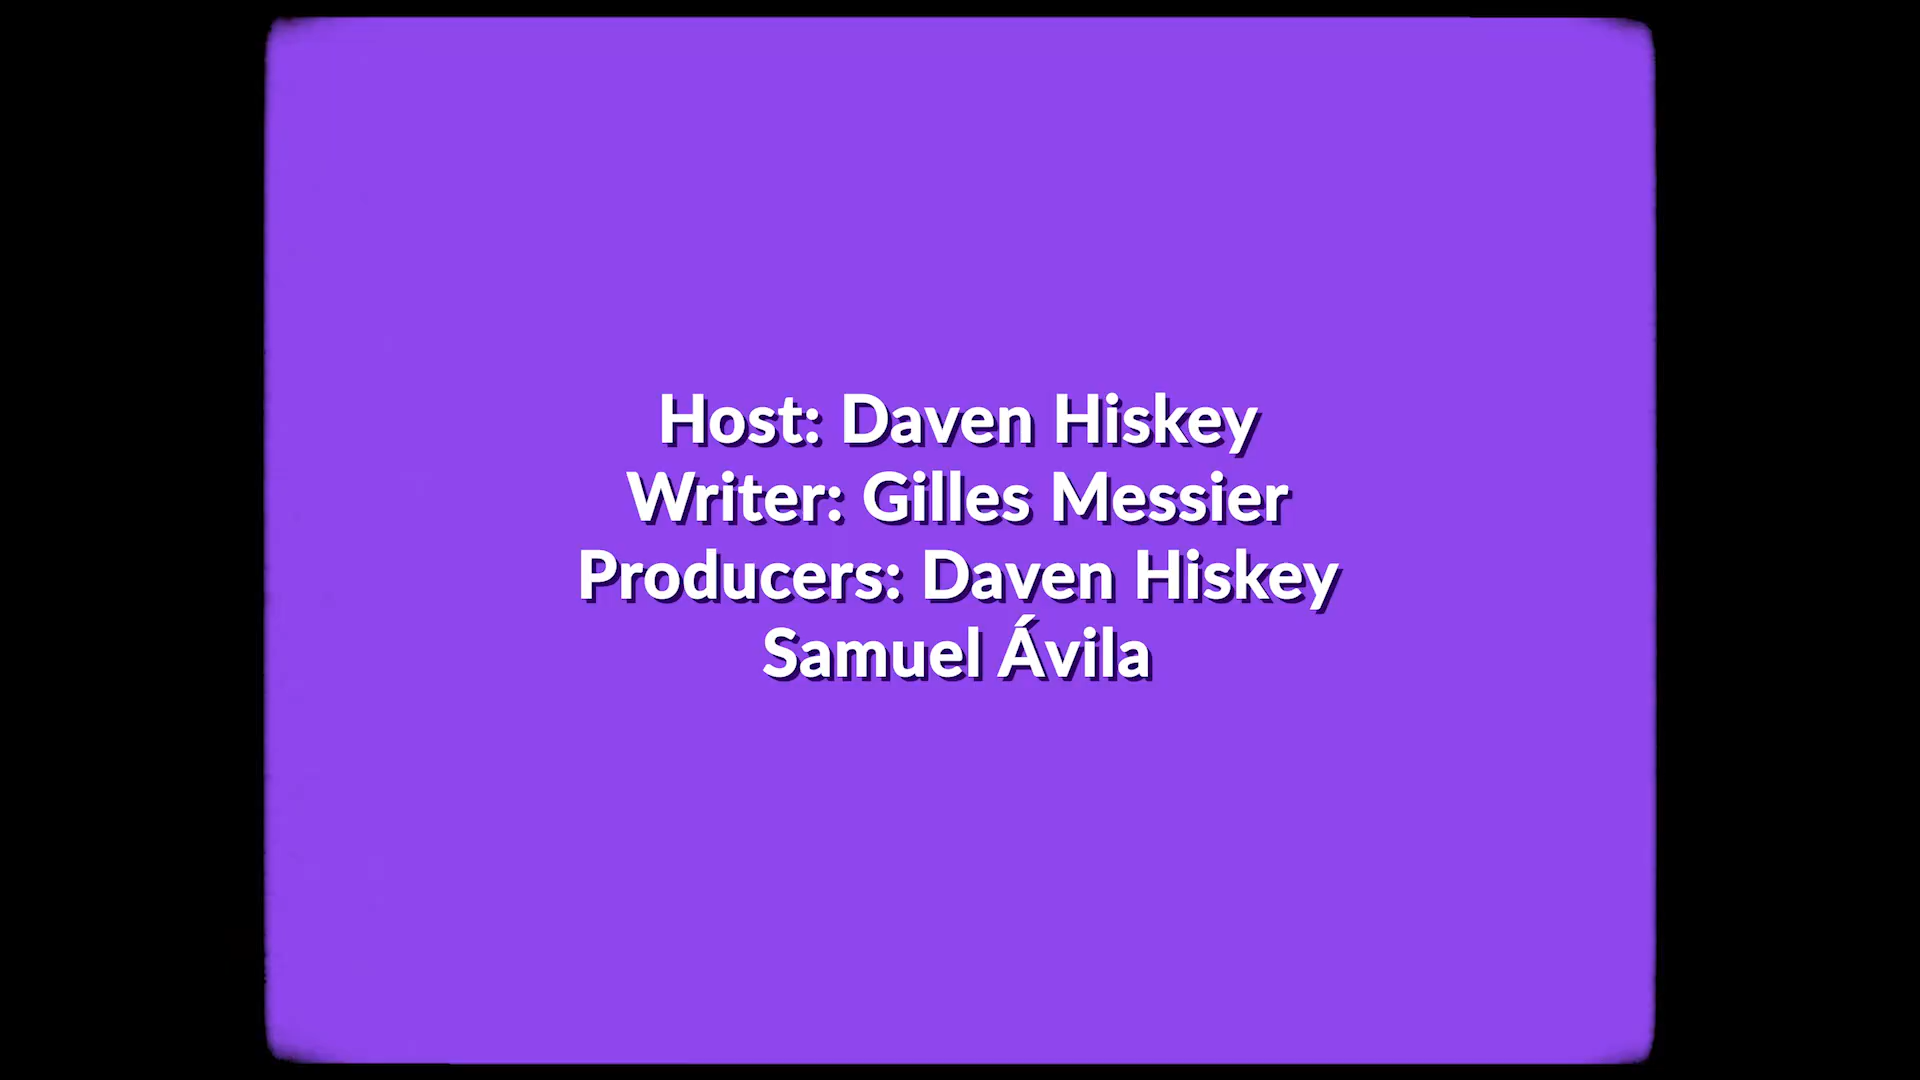 Host: Daven Hiskey
Writer: Gilles Messier
Producers: Daven Hiskey
Samuel Ávila